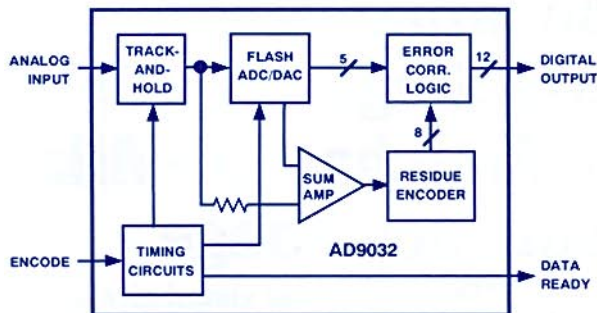 ANALOG
INPUT
TRACK-
AND-
HOLD
FLASH
ADC/DAC
5
ERROR
CORR.
LOGIC
12
DIGITAL
OUTPUT
8
SUM
AMP
RESIDUE
ENCODER
ENCODE
TIMING
CIRCUITS
AD9032
DATA
READY